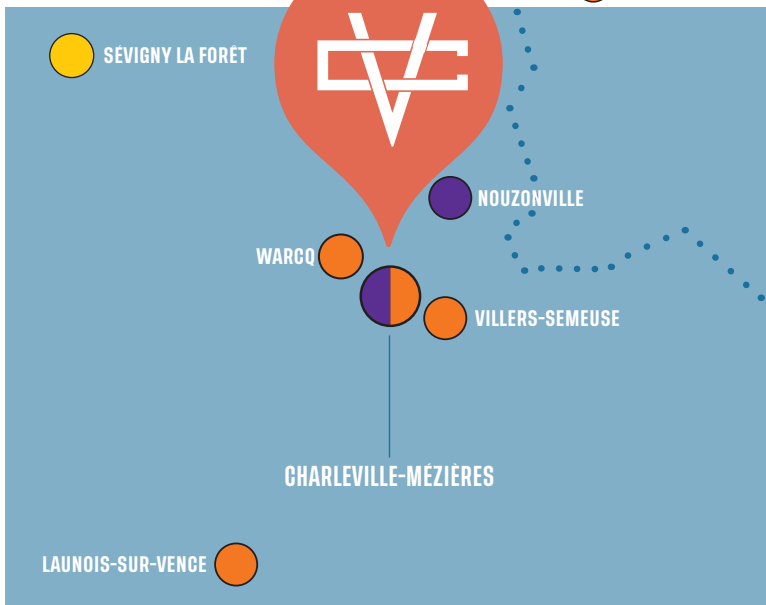 SÉVIGNY LA FORÊT
NOUZONVILLE
WARCQ
VILLERS-SEMEUSE
CHARLEVILLE-MÉZIÈRES
LAUNOIS-SUR-VENCE